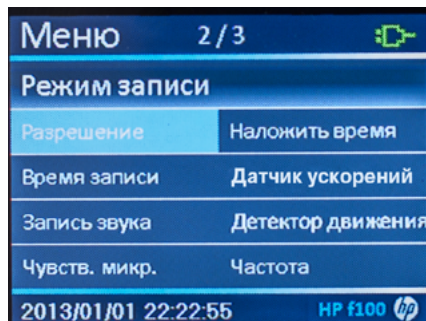 Меню 2/3
Режим записи
Разрешение Наложить время
Время записи Датчик ускорений
Запись звука Детектор движения
Чувств. микр. Частота
2013/01/01 22:22:55 HP f100 hp